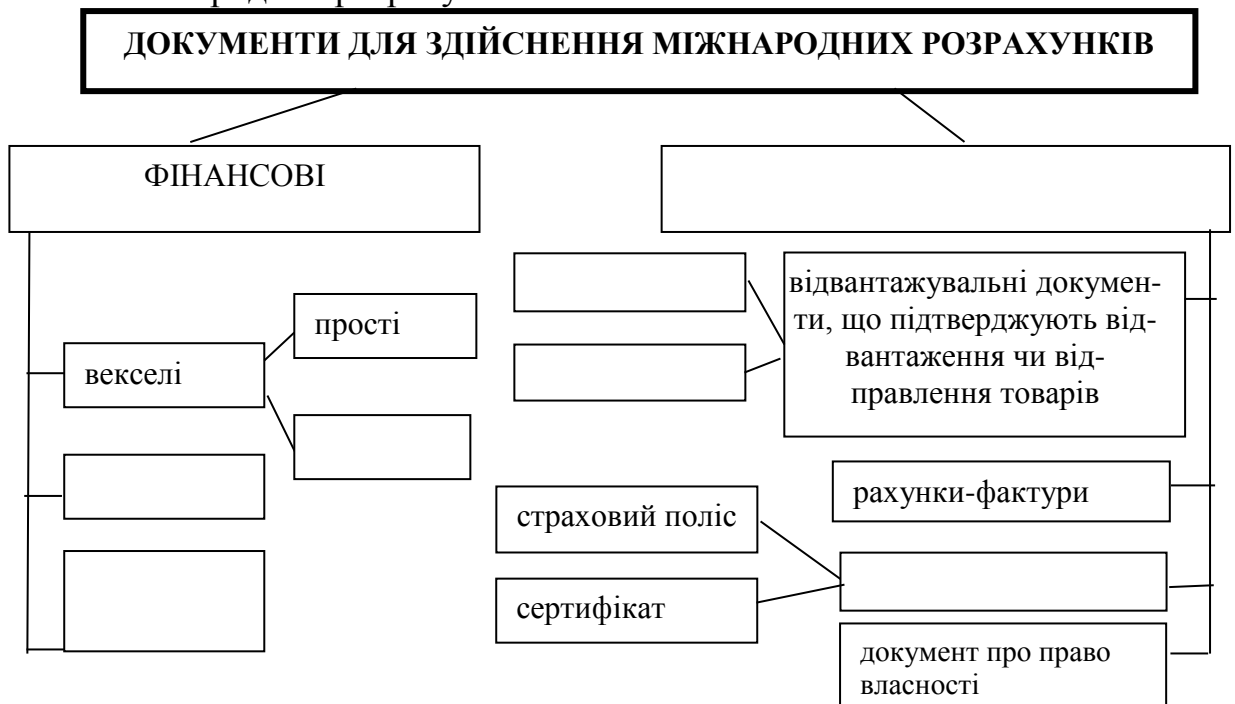 ДОКУМЕНТИ ДЛЯ ЗДІЙСНЕННЯ МІЖНАРОДНИХ РОЗРАХУНКІВ
ФІНАНСОВІ
векселі
прості
відвантажувальні докумен-
ти, що підтверджують від-
вантаження чи від-
правлення товарів
рахунки-фактури
страховий поліс
сертифікат
документ про право
власності